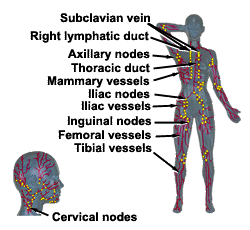 Subclavian vein
Right lymphatic duct
Axillary nodes
Thoracic duct
Mammary vessels
Iliac nodes
Iliac vessels
Inguinal nodes
Femoral vessels
Tibial vessels
Cervical nodes